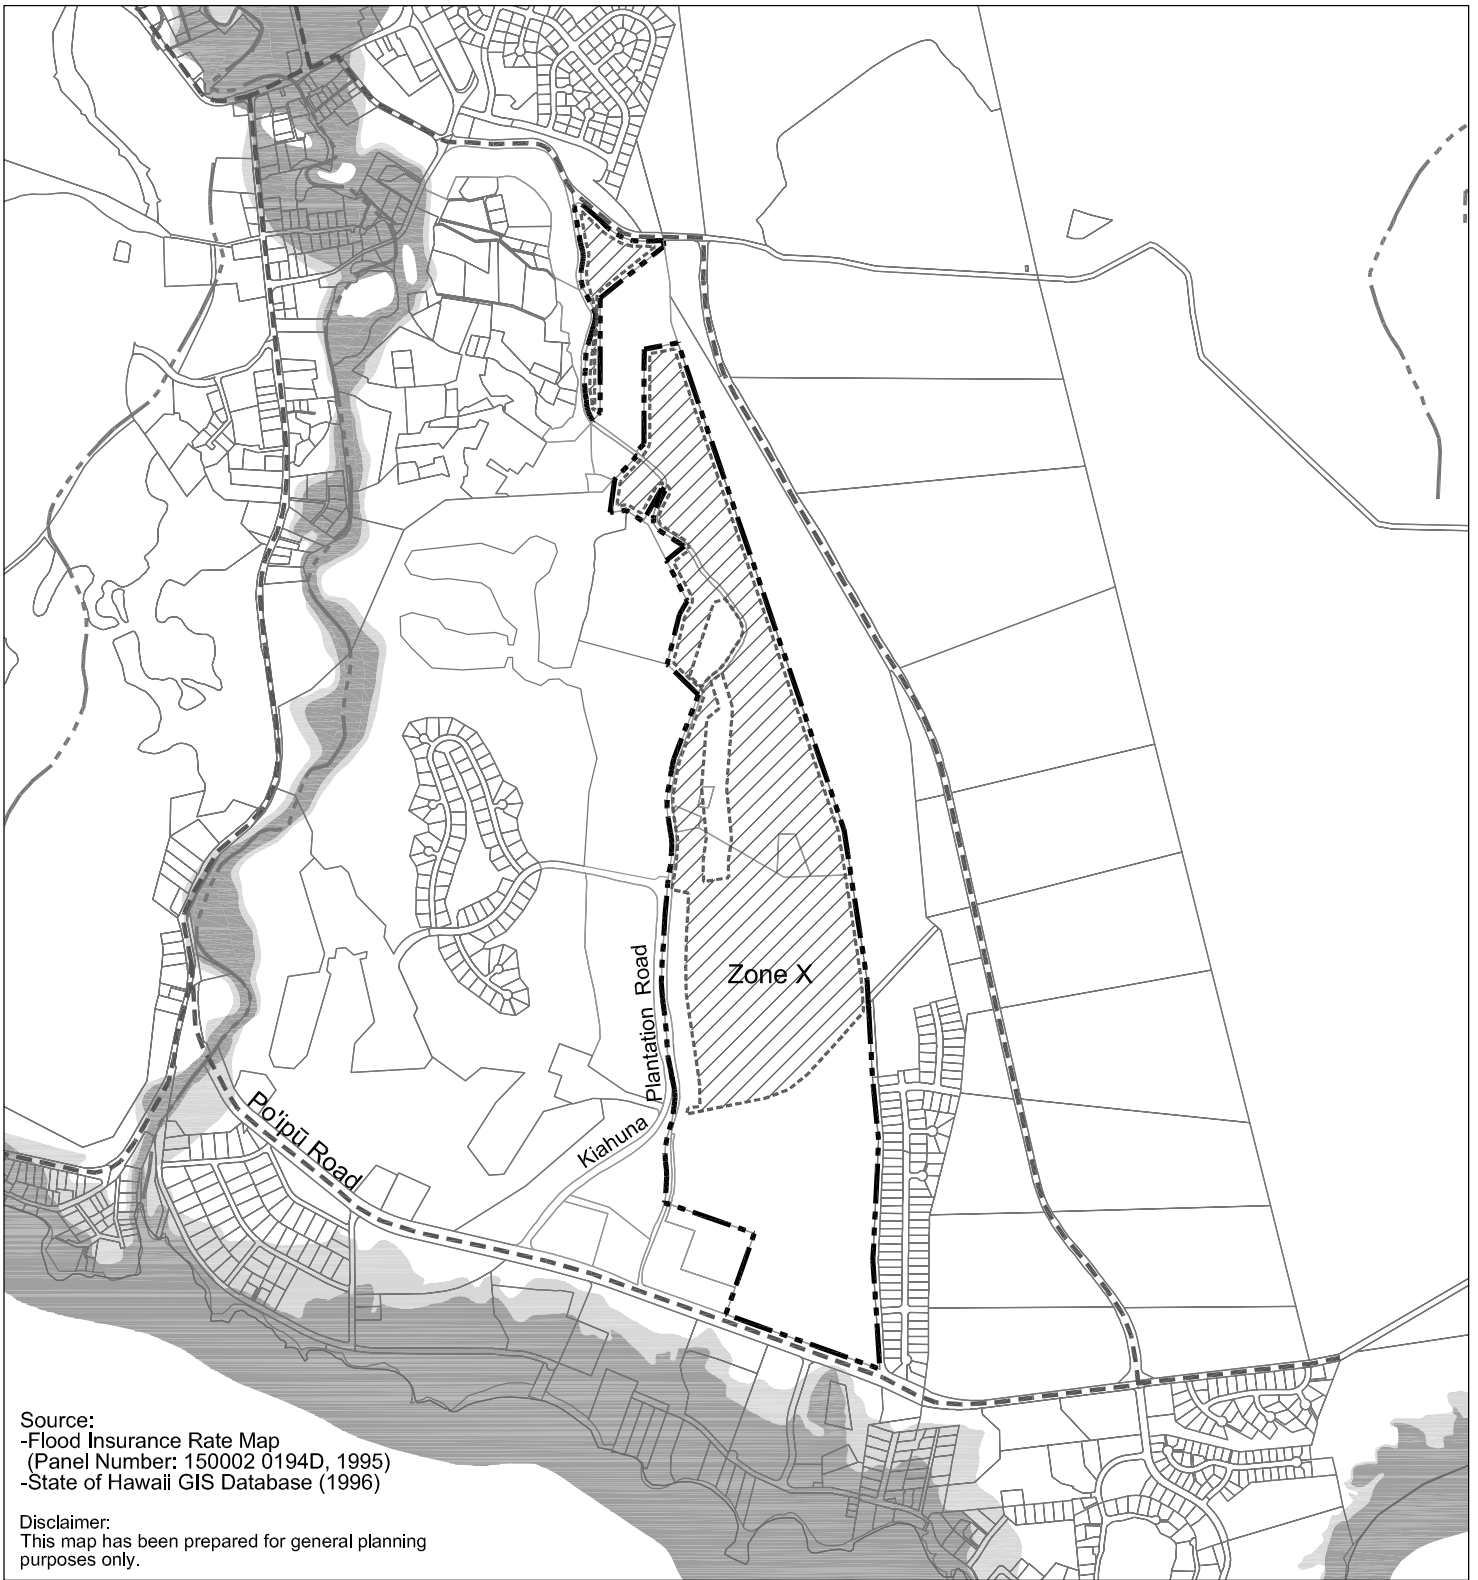 Zone X
Plantation Road
Kiahuna
Po'ipū Road
Source:
-Flood Insurance Rate Map
(Panel Number: 150002 0194D, 1995)
-State of Hawaii GIS Database (1996)
Disclaimer:
This map has been prepared for general planning
purposes only.